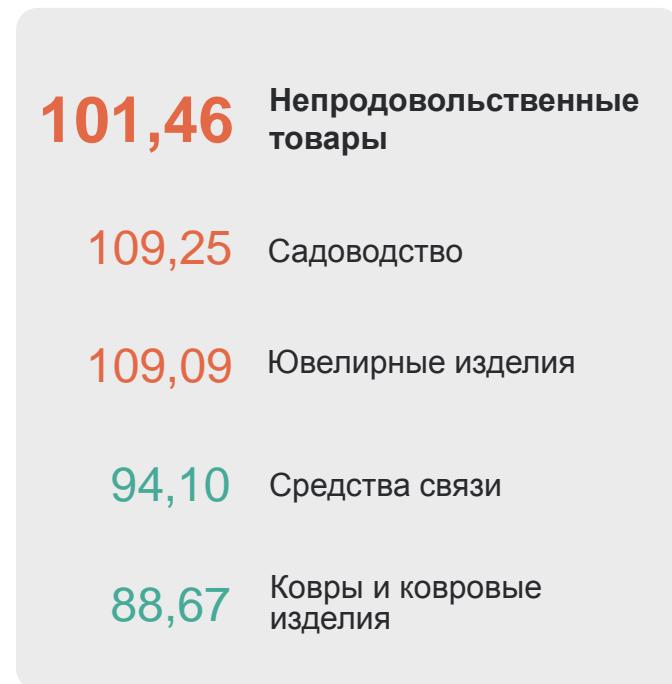 101,46 Непродовольственные
товары
109,25 Садоводство
109,09 Ювелирные изделия
94,10 Средства связи
88,67 Ковры и ковровые
изделия